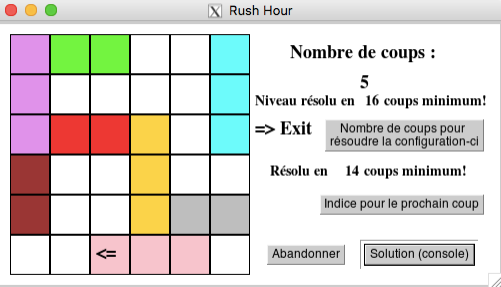 Rush Hour
Nombre de coups :
5
Niveau résolu en 16 coups minimum!
=> Exit
Nombre de coups pour
résoudre la configuration-ci
Résolu en 14 coups minimum!
Indice pour le prochain coup
<=
Abandonner
Solution (console)